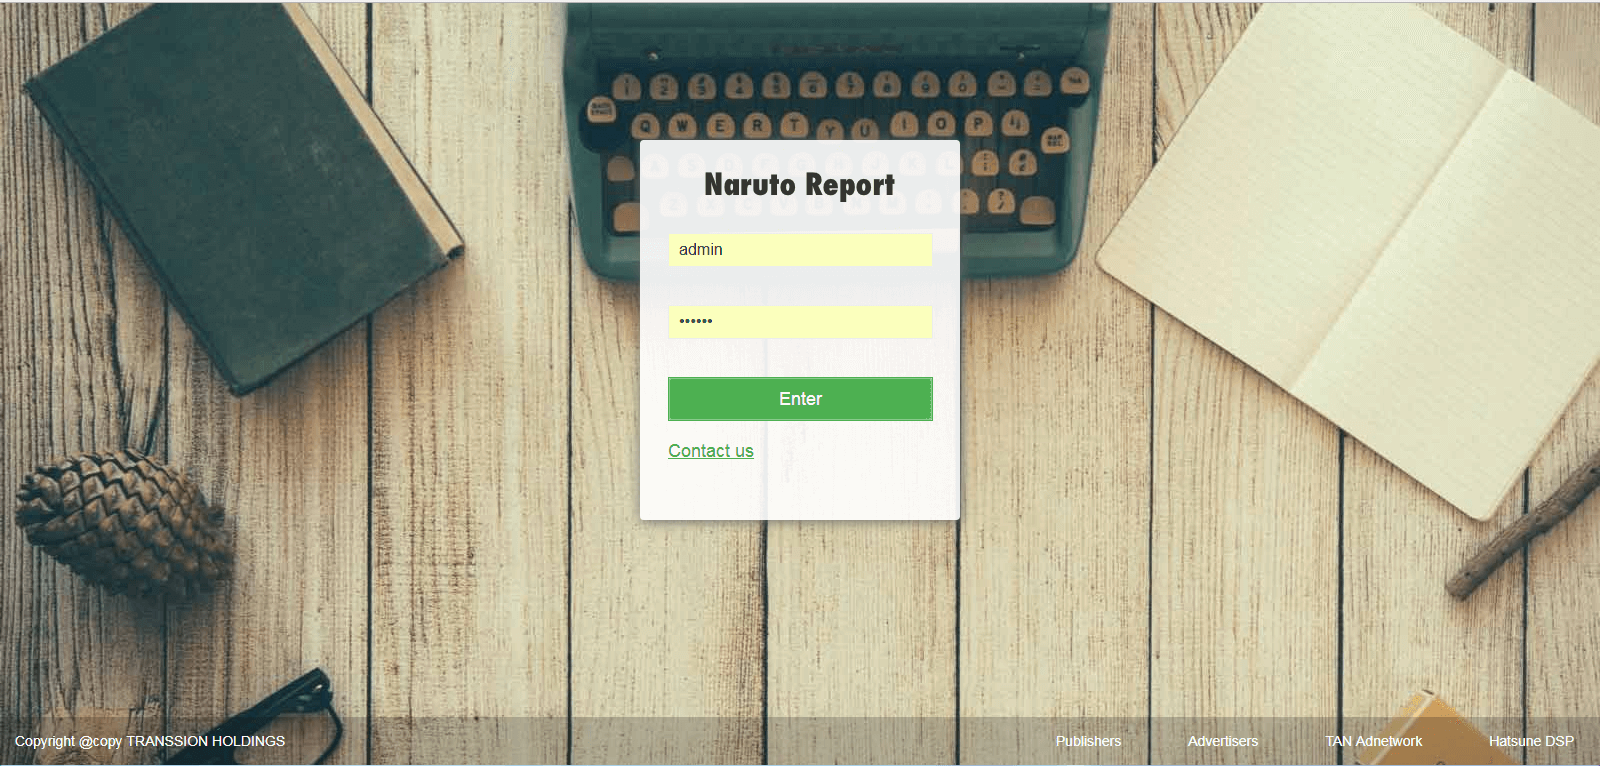 Naruto Report
admin
••••••
Enter
Contact us
Copyright @copy TRANSSION HOLDINGS
Publishers
Advertisers
TAN Adnetwork
Hatsune DSP